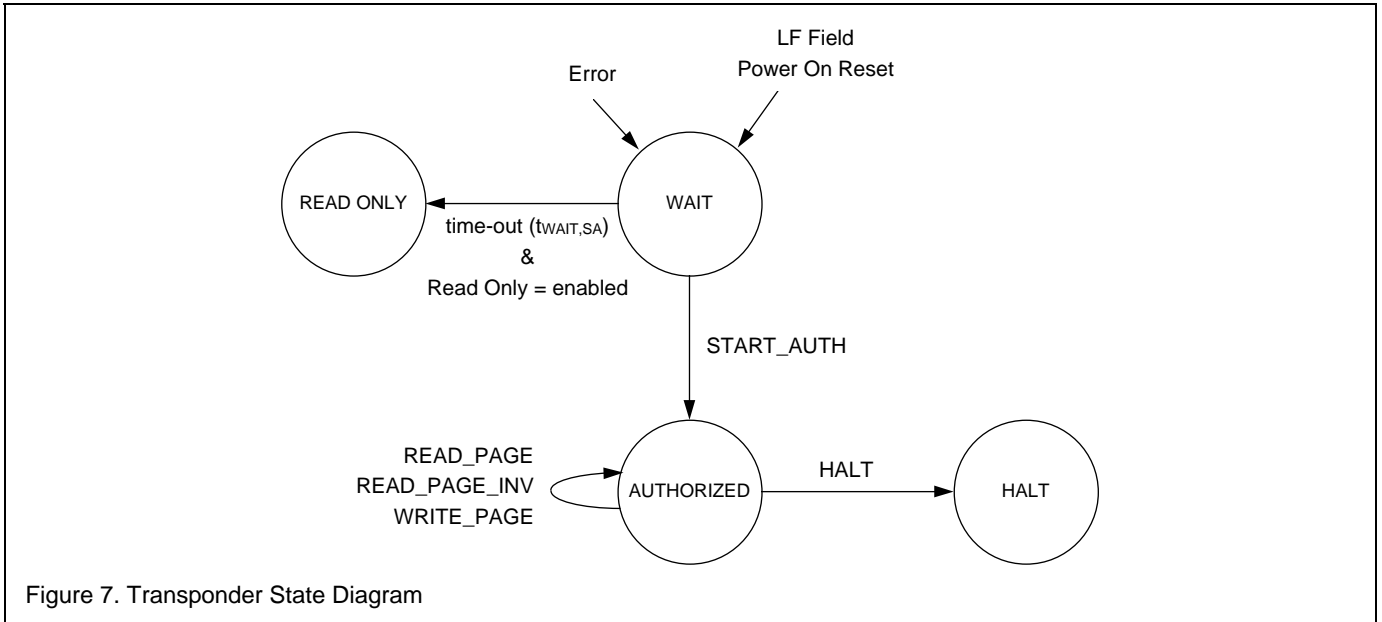 LF Field
Power On Reset
Error
READ ONLY
WAIT
time-out (tWAIT,SA)
&
Read Only = enabled
START_AUTH
READ_PAGE
READ_PAGE_INV
WRITE_PAGE
AUTHORIZED
HALT
HALT
Figure 7. Transponder State Diagram